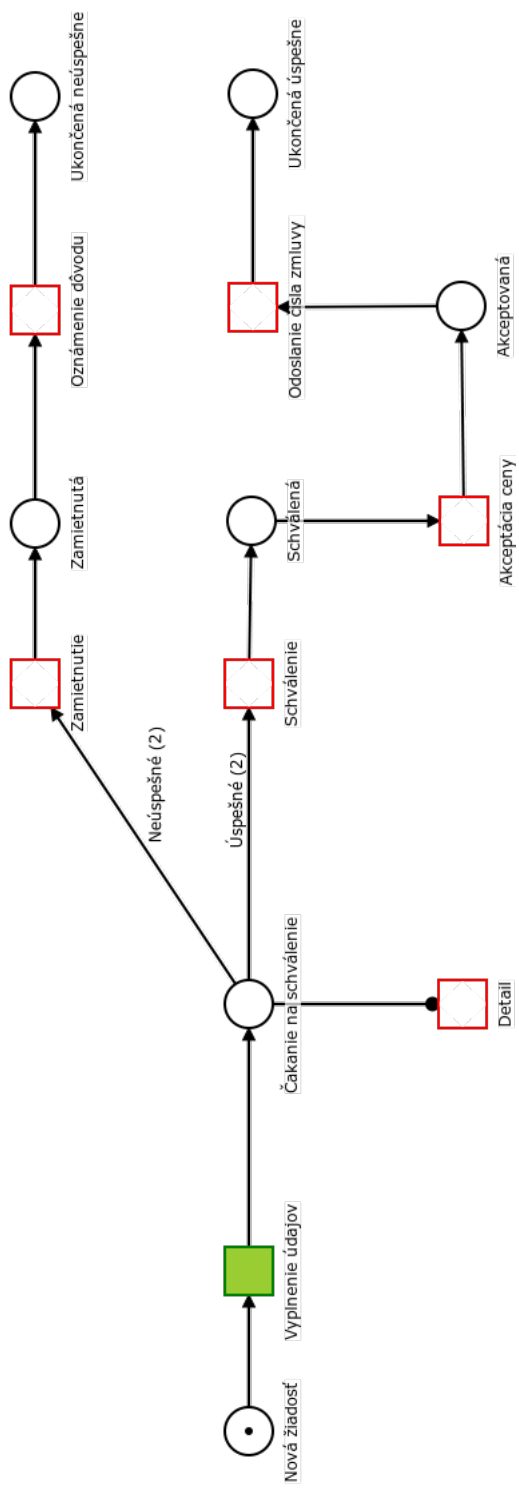 Nová žiadosť
Vyplnenie údajov
Čakanie na schválenie
Detail
Neúspešné (2)
Úspešné (2)
Zamietnutie
Zamietnutá
Oznámenie dôvodu
Ukončená neúspešne
Schválenie
Schválená
Akceptácia ceny
Akceptovaná
Odoslanie čísla zmluvy
Ukončená úspešne